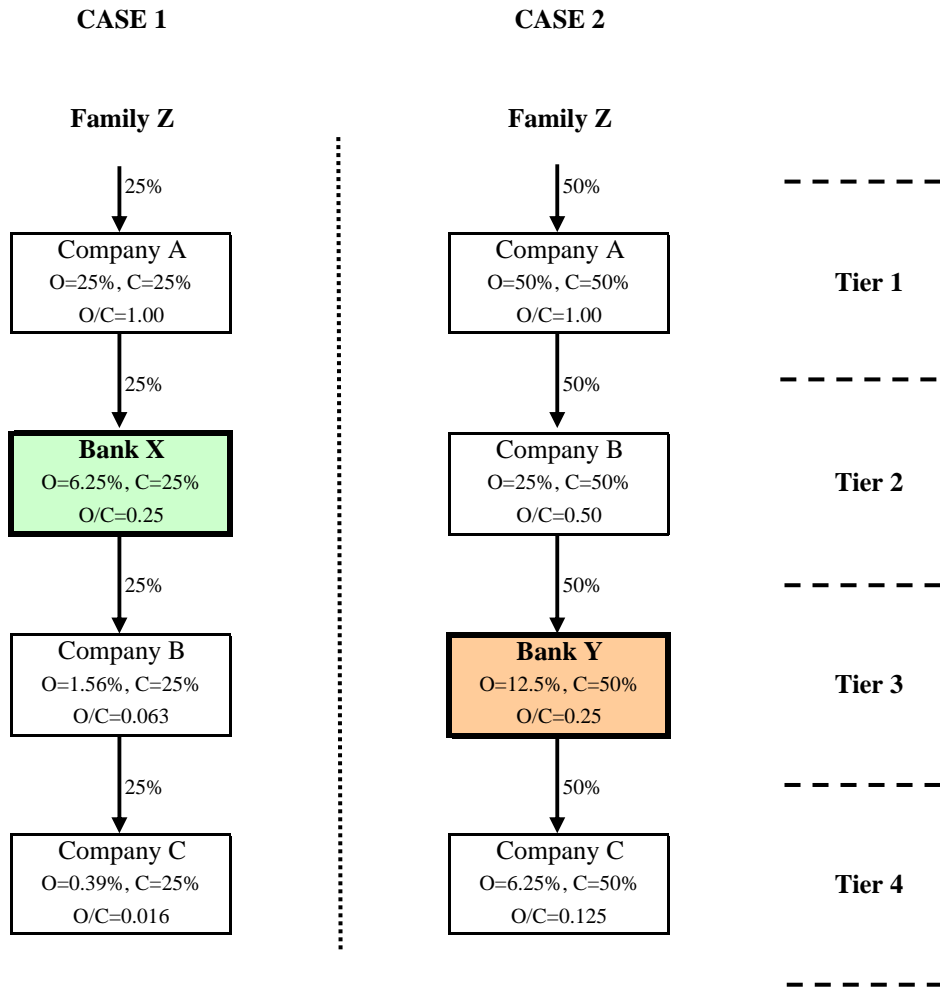 CASE 1
CASE 2
Family Z
Family Z
25%
50%
Company A
O=25%, C=25%
O/C=1.00
Company A
O=50%, C=50%
O/C=1.00
Tier 1
25%
50%
Bank X
O=6.25%, C=25%
O/C=0.25
Company B
O=25%, C=50%
O/C=0.50
Tier 2
25%
50%
Company B
O=1.56%, C=25%
O/C=0.063
Bank Y
O=12.5%, C=50%
O/C=0.25
Tier 3
25%
50%
Company C
O=0.39%, C=25%
O/C=0.016
Company C
O=6.25%, C=50%
O/C=0.125
Tier 4